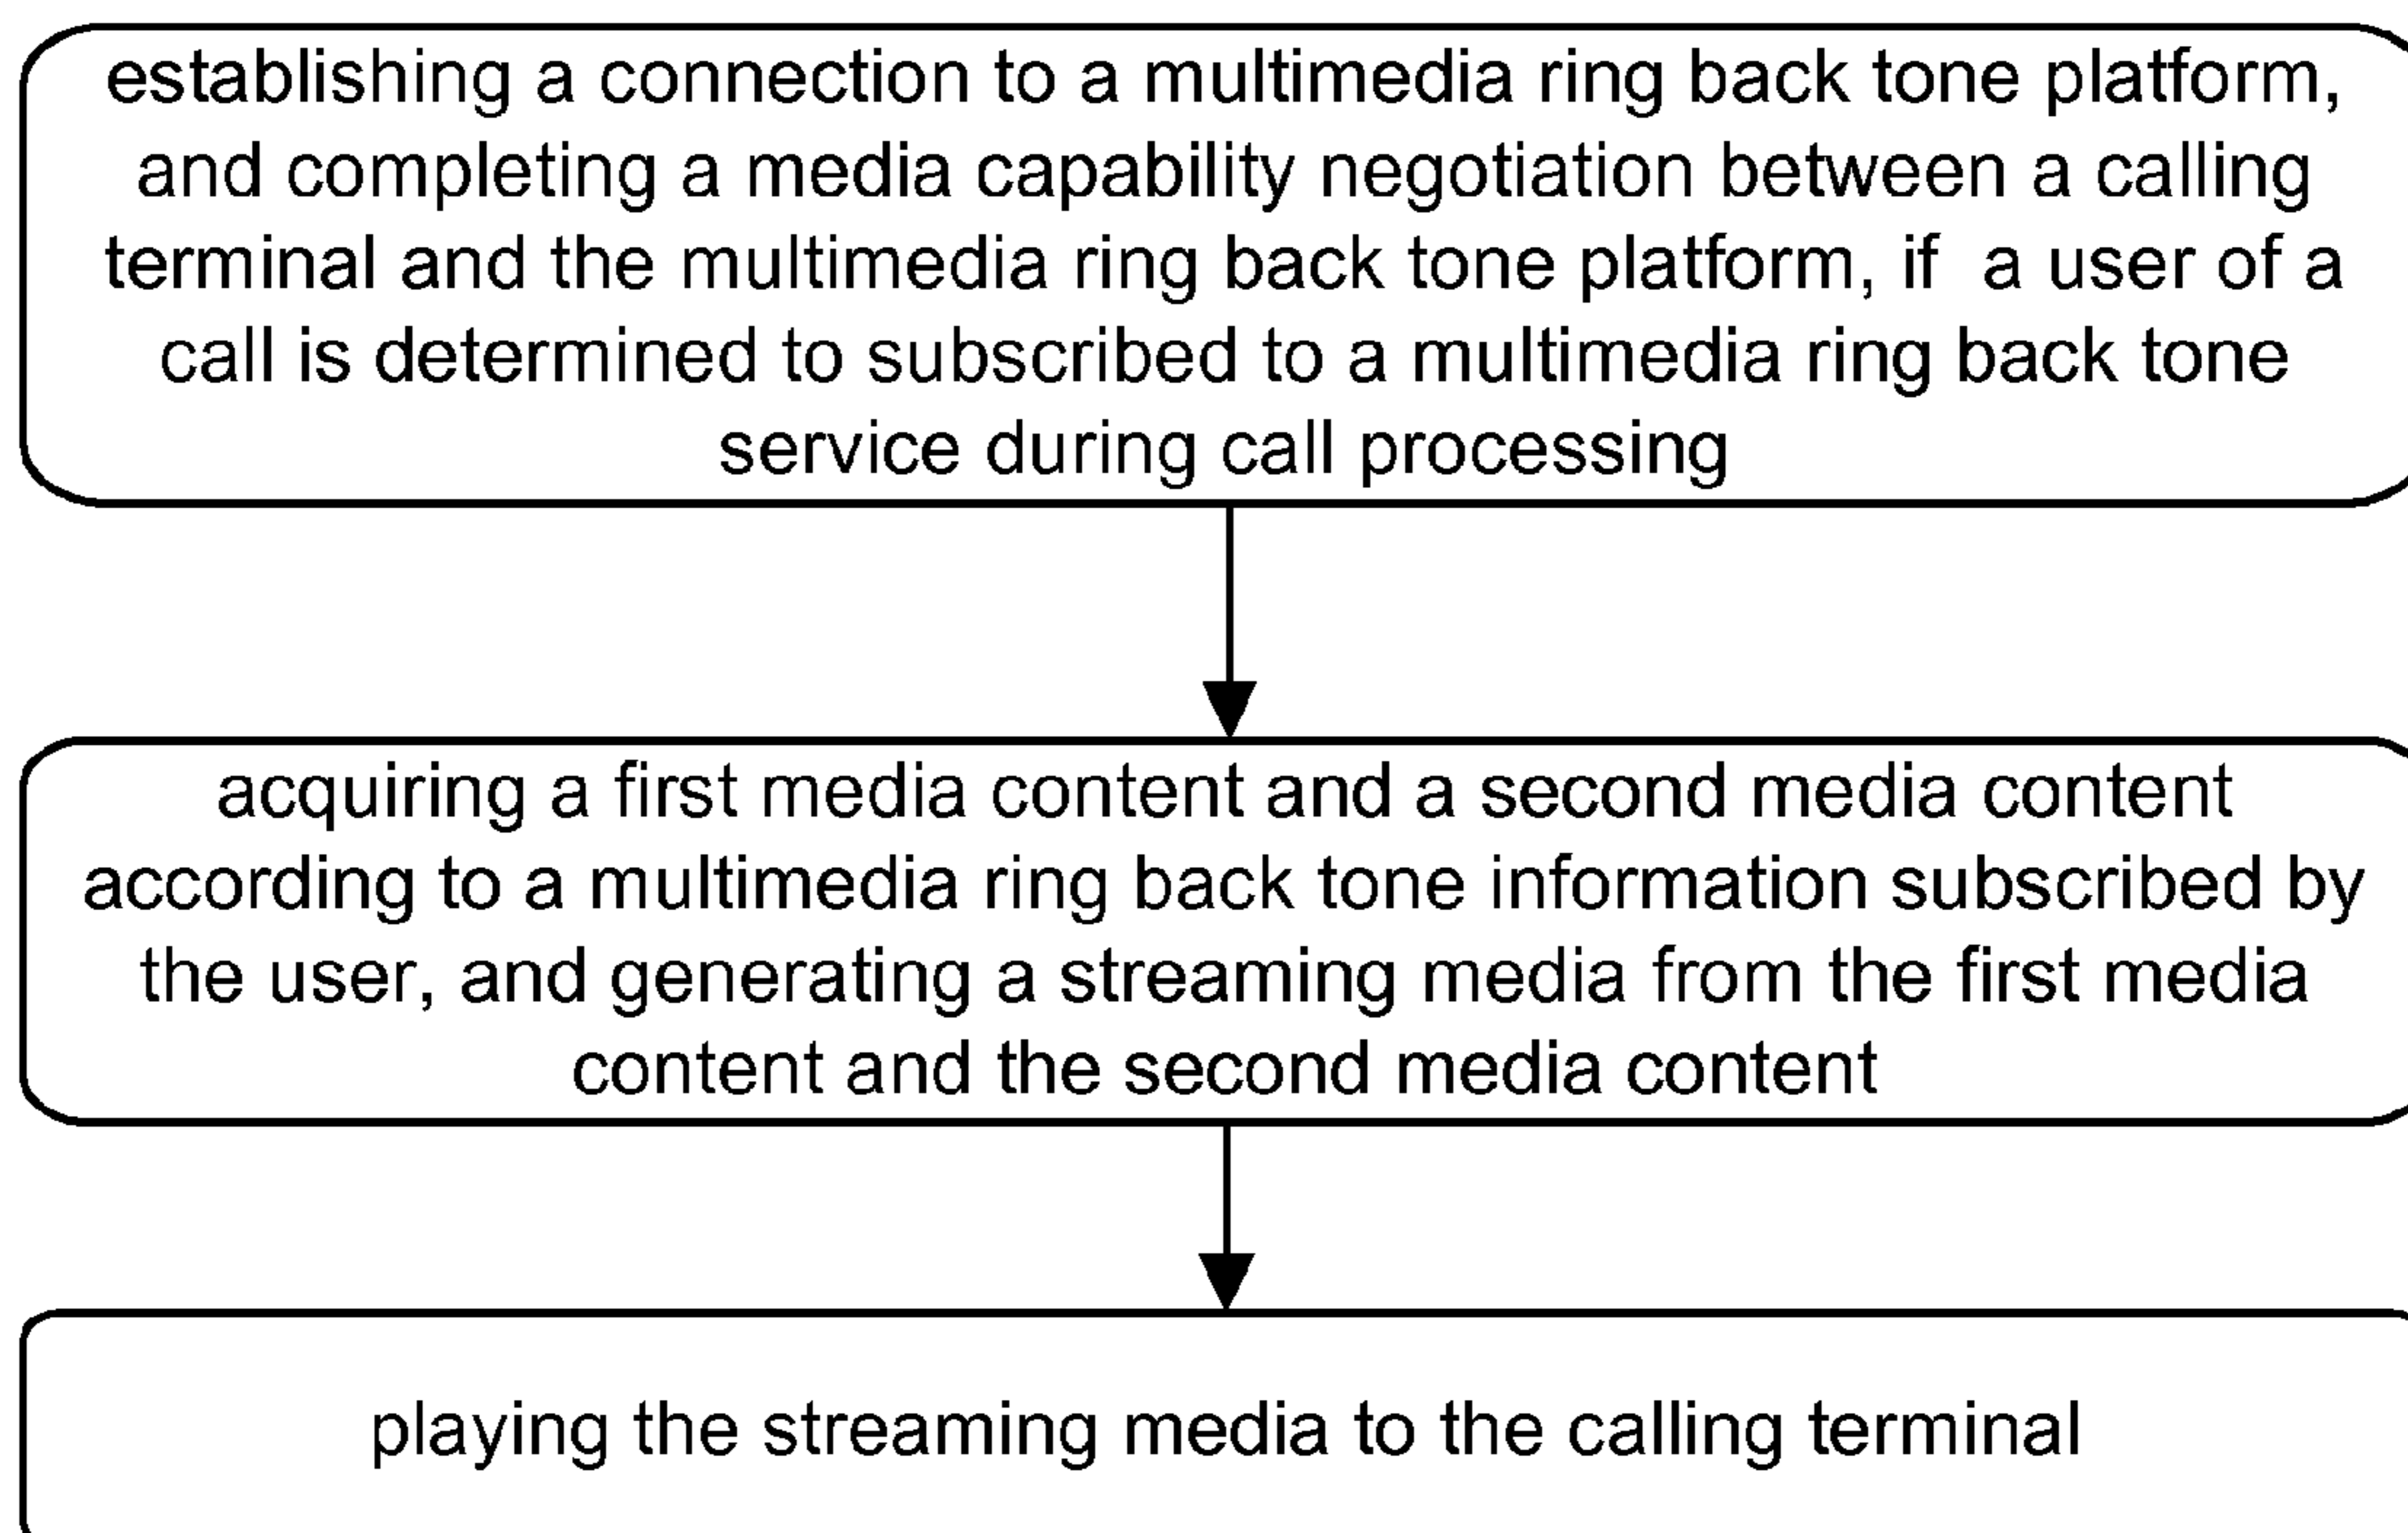 establishing a connection to a multimedia ring back tone platform,
and completing a media capability negotiation between a calling
terminal and the multimedia ring back tone platform, if a user of a
call is determined to subscribed to a multimedia ring back tone
service during call processing
acquiring a first media content and a second media content
according to a multimedia ring back tone information subscribed by
the user, and generating a streaming media from the first media
content and the second media content
playing the streaming media to the calling terminal